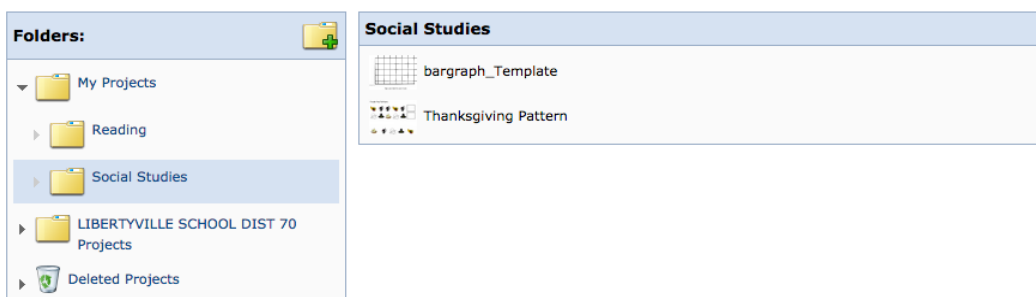 Folders:
My Projects
Reading
Social Studies
LIBERTYVILLE SCHOOL DIST 70
Projects
Deleted Projects
Social Studies
bargraph_Template
Thanksgiving Pattern